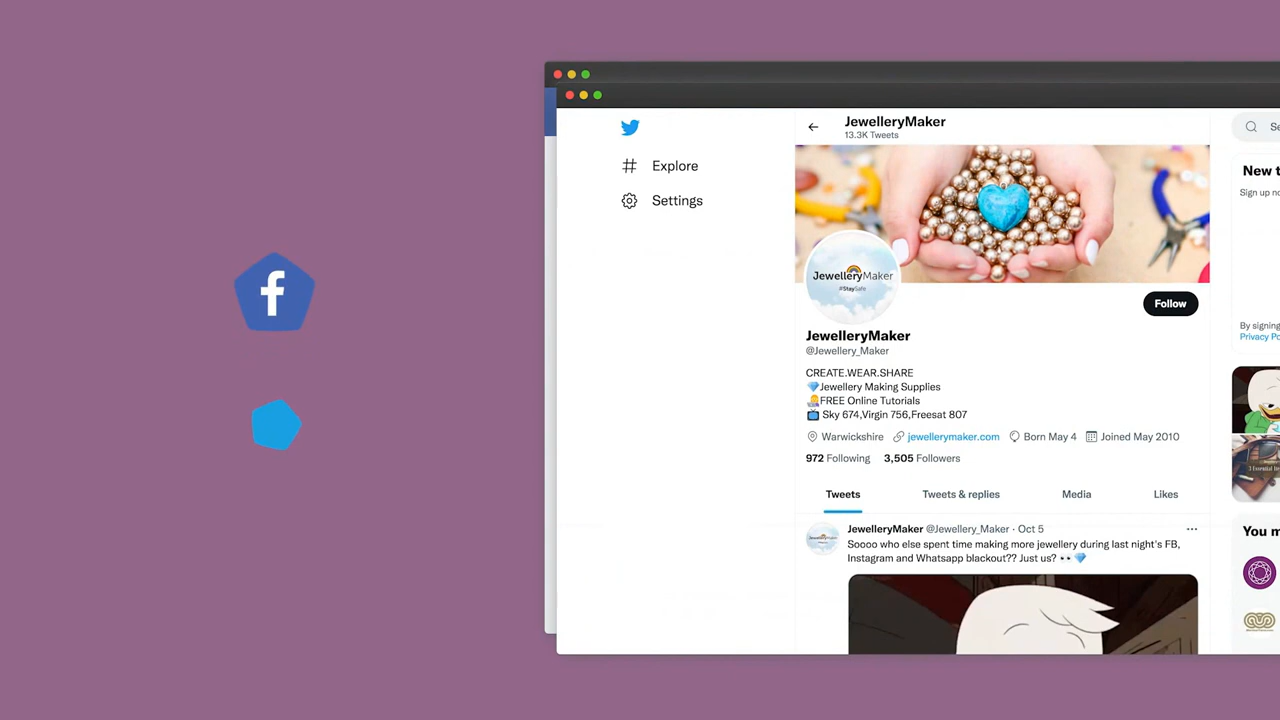 f
JewelleryMaker
13.3K Tweets
Se
Explore
Settings
New t
Sign up no
JewelleryMaker
#StaySafe
Follow
By signing
Privacy Po
JewelleryMaker
@Jewellery_Maker
CREATE.WEAR.SHARE
💎Jewellery Making Supplies
FREE Online Tutorials
📺 Sky 674,Virgin 756,Freesat 807
Warwickshire jewellerymaker.com Born May 4 Joined May 2010
972 Following 3,505 Followers
Tweets Tweets & replies Media Likes
JewelleryMaker @Jewellery_Maker · Oct 5 ...
Soooo who else spent time making more jewellery during last night's FB,
Instagram and Whatsapp blackout?? Just us? 👀💎
You m